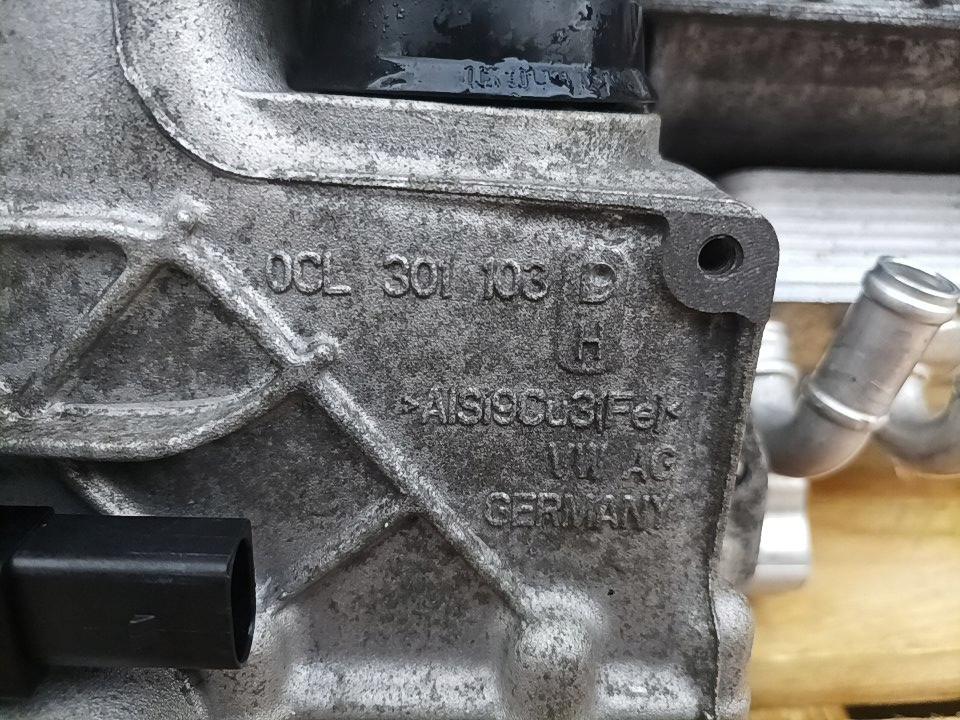 0CL 301 103 D
H
>AlSi9Cu3(Fe)<
VW AG
GERMANY